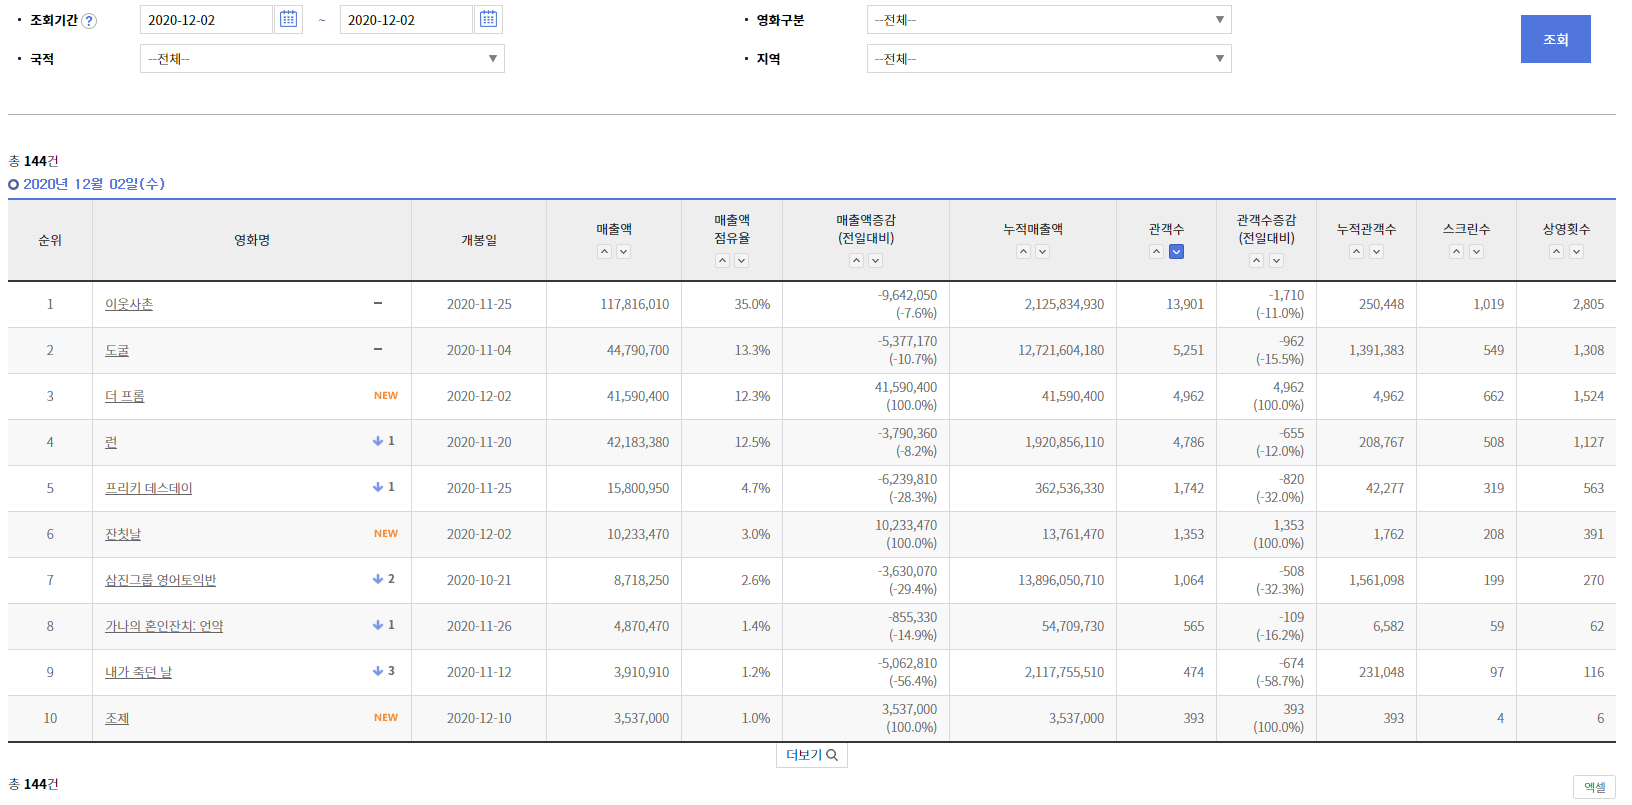 · 조회기간 ? 2020-12-02 ~ 2020-12-02 · 영화구분 --전체-- 조회
· 국적 --전체-- · 지역 --전체--
총 144건
2020년 12월 02일(수)
순위 영화명 개봉일 매출액 매출액 점유율 매출액증감 (전일대비) 누적매출액 관객수 관객수증감 (전일대비) 누적관객수 스크린수 상영횟수
1 이웃사촌 - 2020-11-25 117,816,010 35.0% -9,642,050 (-7.6%) 2,125,834,930 13,901 -1,710 (-11.0%) 250,448 1,019 2,805
2 도굴 - 2020-11-04 44,790,700 13.3% -5,377,170 (-10.7%) 12,721,604,180 5,251 -962 (-15.5%) 1,391,383 549 1,308
3 더 프롬 NEW 2020-12-02 41,590,400 12.3% 41,590,400 (100.0%) 41,590,400 4,962 4,962 (100.0%) 4,962 662 1,524
4 런 1 2020-11-20 42,183,380 12.5% -3,790,360 (-8.2%) 1,920,856,110 4,786 -655 (-12.0%) 208,767 508 1,127
5 프리키 데스데이 1 2020-11-25 15,800,950 4.7% -6,239,810 (-28.3%) 362,536,330 1,742 -820 (-32.0%) 42,277 319 563
6 잔칫날 NEW 2020-12-02 10,233,470 3.0% 10,233,470 (100.0%) 13,761,470 1,353 1,353 (100.0%) 1,762 208 391
7 삼진그룹 영어토익반 2 2020-10-21 8,718,250 2.6% -3,630,070 (-29.4%) 13,896,050,710 1,064 -508 (-32.3%) 1,561,098 199 270
8 가나의 혼인잔치: 언약 1 2020-11-26 4,870,470 1.4% -855,330 (-14.9%) 54,709,730 565 -109 (-16.2%) 6,582 59 62
9 내가 죽던 날 3 2020-11-12 3,910,910 1.2% -5,062,810 (-56.4%) 2,117,755,510 474 -674 (-58.7%) 231,048 97 116
10 조제 NEW 2020-12-10 3,537,000 1.0% 3,537,000 (100.0%) 3,537,000 393 393 (100.0%) 393 4 6
더보기
총 144건 엑셀